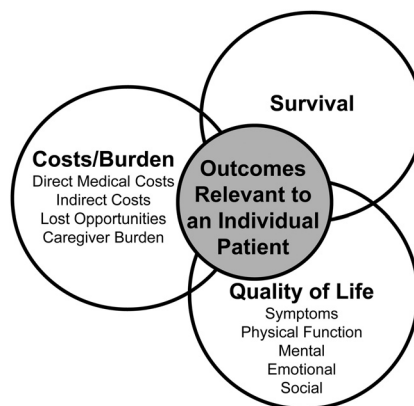 Survival
Costs/Burden
Direct Medical Costs
Indirect Costs
Lost Opportunities
Caregiver Burden
Outcomes
Relevant to
an Individual
Patient
Quality of Life
Symptoms
Physical Function
Mental
Emotional
Social